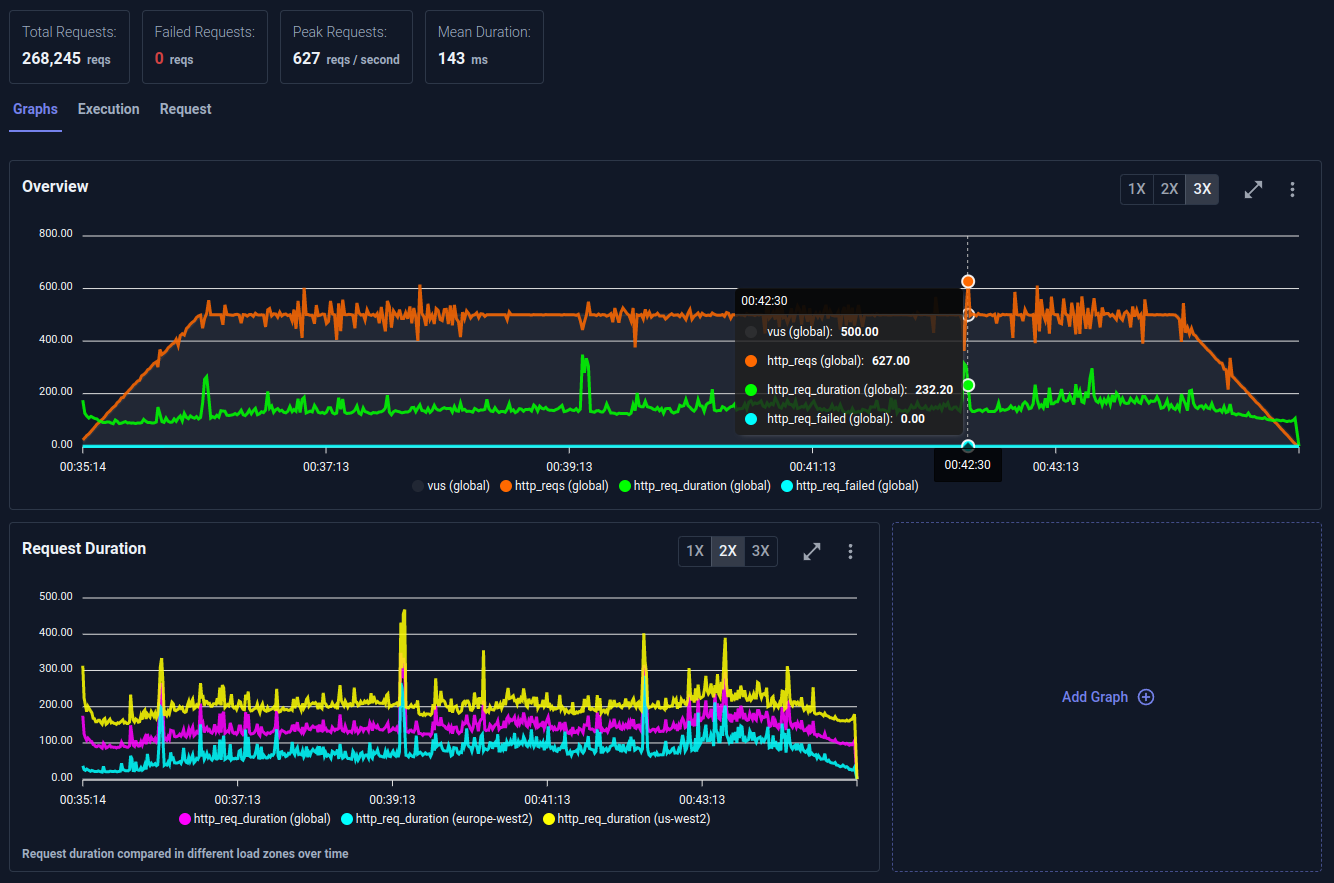 Total Requests: Failed Requests: Peak Requests: Mean Duration:
268,245 reqs 0 reqs 627 reqs / second 143 ms
Graphs Execution Request
Overview 1X 2X 3X
800.00
600.00
400.00
200.00
0.00
00:42:30
vus (global): 500.00
http_reqs (global): 627.00
http_req_duration (global): 232.20
http_req_failed (global): 0.00
00:35:14 00:37:13 00:39:13 00:41:13 00:42:30 00:43:13
vus (global) http_reqs (global) http_req_duration (global) http_req_failed (global)
Request Duration 1X 2X 3X
500.00
400.00
300.00
200.00
100.00
0.00
00:35:14 00:37:13 00:39:13 00:41:13 00:43:13
http_req_duration (global) http_req_duration (europe-west2) http_req_duration (us-west2)
Request duration compared in different load zones over time
Add Graph